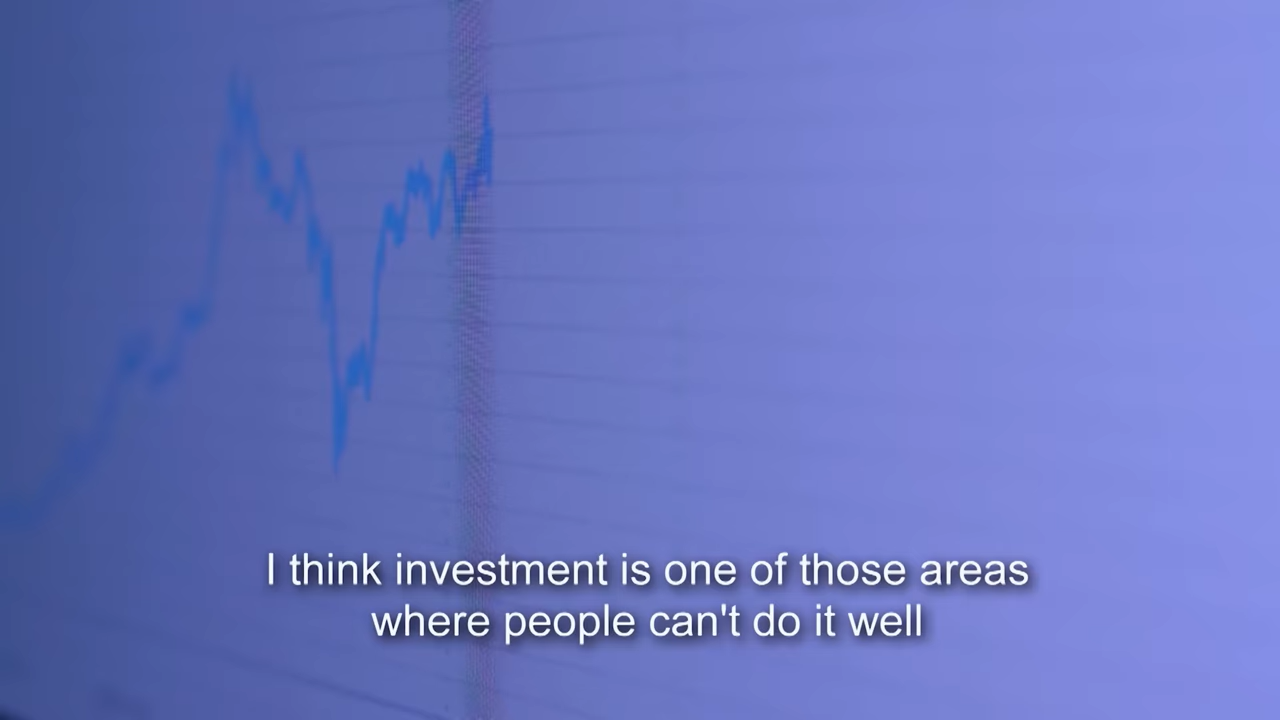 I think investment is one of those areas
where people can't do it well